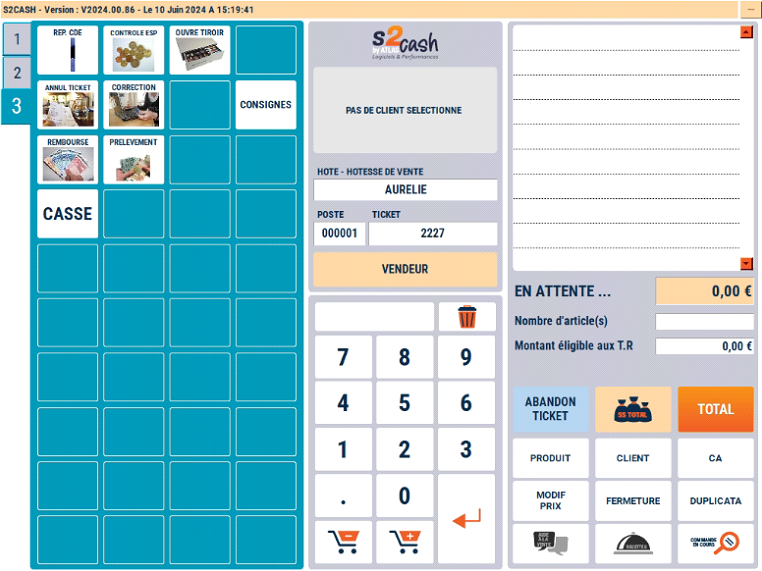 S2CASH - Version : V2024.00.86 - Le 10 Juin 2024 A 15:19:41
1
2
3
REP. CDE
CONTROLE ESP
OUVRE TIROIR
ANNUL TICKET
CORRECTION
CONSIGNES
REMBOURSE
PRELEVEMENT
CASSE
S2cash
by ATLAS
Logiciels & Performances
PAS DE CLIENT SELECTIONNE
HOTE - HOTESSE DE VENTE
AURELIE
POSTE
TICKET
000001
2227
VENDEUR
7
8
9
4
5
6
1
2
3
.
0
EN ATTENTE ...
0,00 €
Nombre d'article(s)
Montant éligible aux T.R
0,00 €
ABANDON
TICKET
SS TOTAL
TOTAL
PRODUIT
CLIENT
CA
MODIF
PRIX
FERMETURE
DUPLICATA
AIDE
A LA
VENTE
COMMANDE
EN COURS